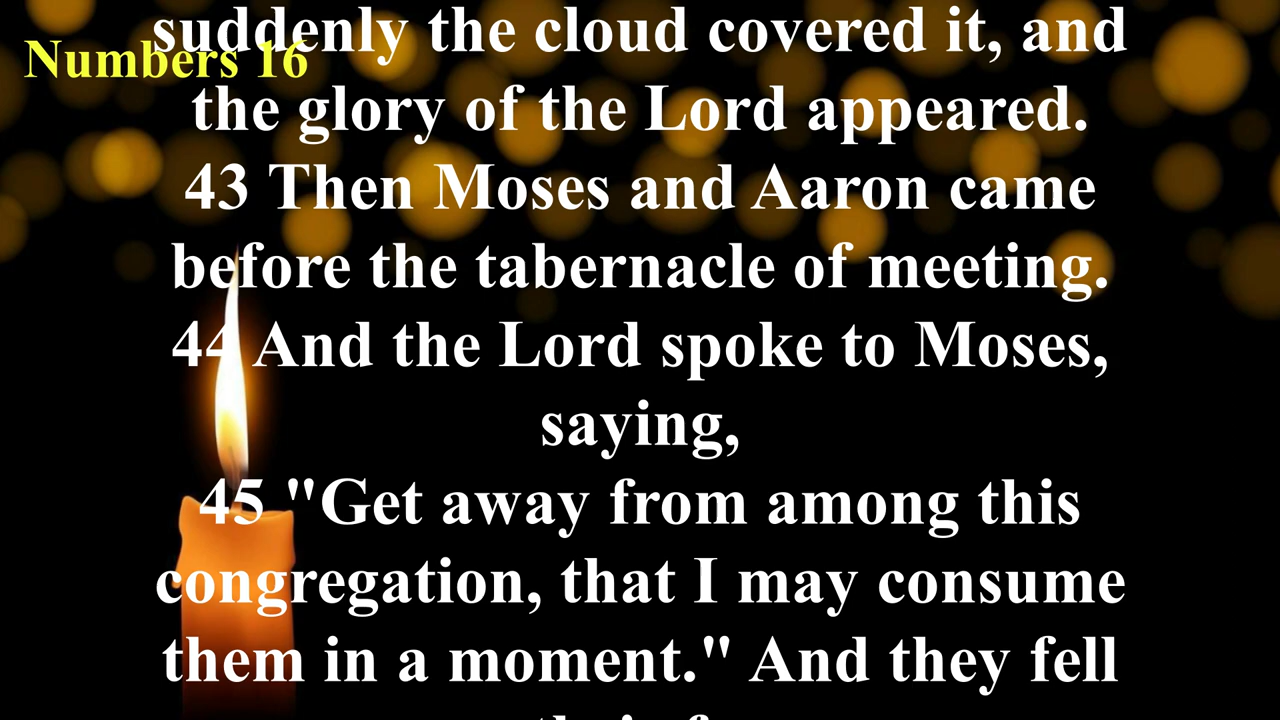 Numbers 16
suddenly the cloud covered it, and
the glory of the Lord appeared.
43 Then Moses and Aaron came
before the tabernacle of meeting.
44 And the Lord spoke to Moses,
saying,
45 "Get away from among this
congregation, that I may consume
them in a moment." And they fell